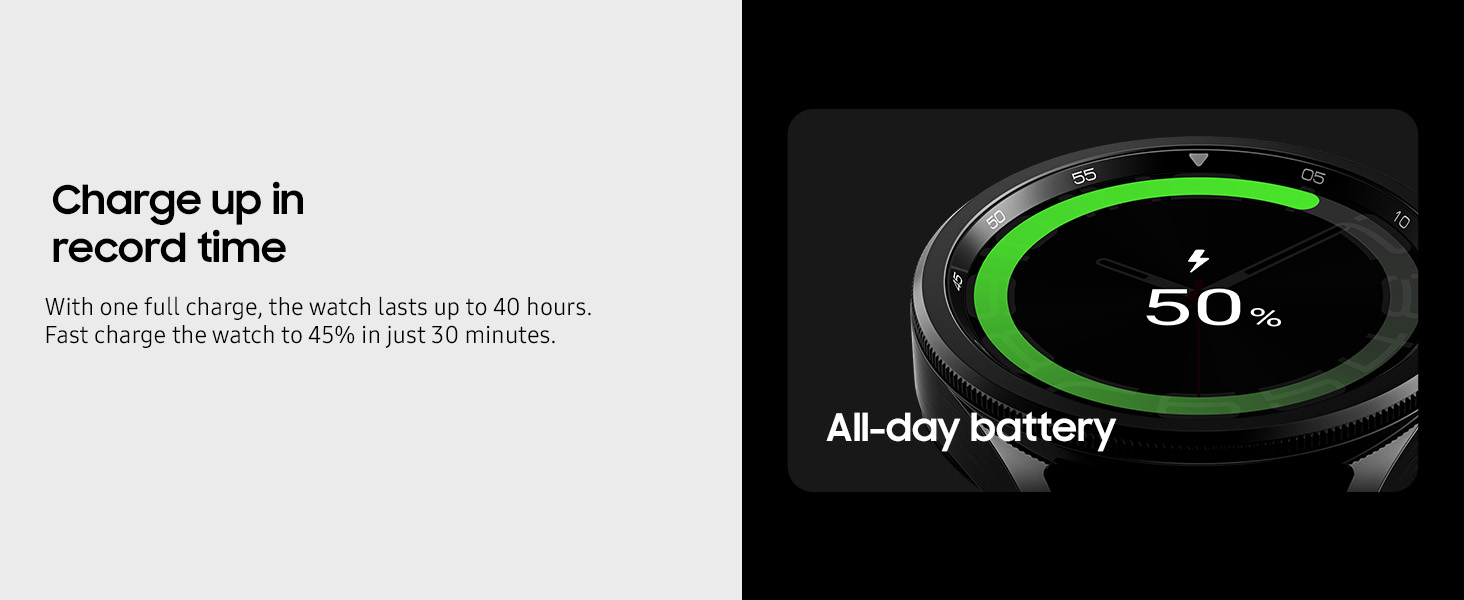 Charge up in
record time
With one full charge, the watch lasts up to 40 hours.
Fast charge the watch to 45% in just 30 minutes.
45
50
55
05
10
50%
All-day battery